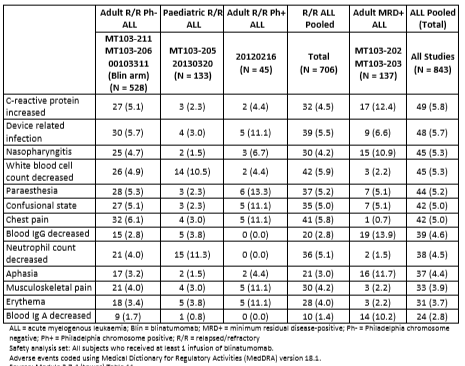 Adult R/R Ph- ALL Paediatric R/R ALL Adult R/R Ph+ ALL R/R ALL Pooled Adult MRD+ ALL ALL Pooled (Total)
MT103-211 MT103-206 00103311 (Blin arm) (N = 528) MT103-205 20130320 (N = 133) 20120216 (N = 45) Total (N = 706) MT103-202 MT103-203 (N = 137) All Studies (N = 843)
C-reactive protein increased 27 (5.1) 3 (2.3) 2 (4.4) 32 (4.5) 17 (12.4) 49 (5.8)
Device related infection 30 (5.7) 4 (3.0) 5 (11.1) 39 (5.5) 9 (6.6) 48 (5.7)
Nasopharyngitis 25 (4.7) 2 (1.5) 3 (6.7) 30 (4.2) 15 (10.9) 45 (5.3)
White blood cell count decreased 26 (4.9) 14 (10.5) 2 (4.4) 42 (5.9) 3 (2.2) 45 (5.3)
Paraesthesia 28 (5.3) 3 (2.3) 6 (13.3) 37 (5.2) 7 (5.1) 44 (5.2)
Confusional state 27 (5.1) 3 (2.3) 5 (11.1) 35 (5.0) 7 (5.1) 42 (5.0)
Chest pain 32 (6.1) 4 (3.0) 5 (11.1) 41 (5.8) 1 (0.7) 42 (5.0)
Blood IgG decreased 15 (2.8) 5 (3.8) 0 (0.0) 20 (2.8) 19 (13.9) 39 (4.6)
Neutrophil count decreased 21 (4.0) 15 (11.3) 0 (0.0) 36 (5.1) 2 (1.5) 38 (4.5)
Aphasia 17 (3.2) 2 (1.5) 2 (4.4) 21 (3.0) 16 (11.7) 37 (4.4)
Musculoskeletal pain 21 (4.0) 4 (3.0) 5 (11.1) 30 (4.2) 3 (2.2) 33 (3.9)
Erythema 18 (3.4) 5 (3.8) 5 (11.1) 28 (4.0) 3 (2.2) 31 (3.7)
Blood Ig A decreased 9 (1.7) 1 (0.8) 0 (0.0) 10 (1.4) 14 (10.2) 24 (2.8)
ALL = acute myelogenous leukaemia; Blin = blinatumomab; MRD+ = minimum residual disease-positive; Ph- = Philadelphia chromosome
negative; Ph+ = Philadelphia chromosome positive; R/R = relapsed/refractory
Safety analysis set: All subjects who received at least 1 infusion of blinatumomab.
Adverse events coded using Medical Dictionary for Regulatory Activities (MedDRA) version 18.1.